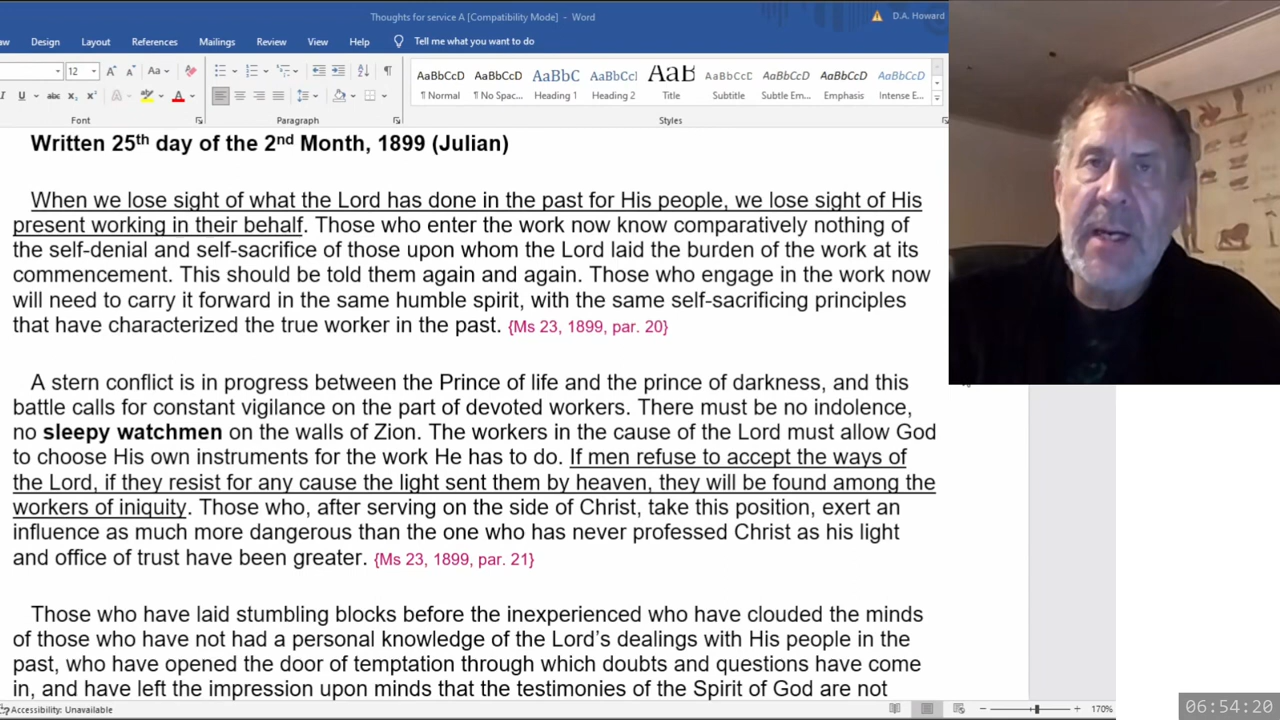 Thoughts for service A [Compatibility Mode] – Word
D.A. Howard
aw Design Layout References Mailings Review View Help Tell me what you want to do
12 Aa
I U abc x₂ x² A ab A
AaBbCcD AaBbCcD AaBbC AaBbCcI AaB AaBbCcD AaBbCcD AaBbCcD AaBbCcD
¶ Normal ¶ No Spac... Heading 1 Heading 2 Title Subtitle Subtle Em... Emphasis Intense E...
Font Paragraph Styles
Written 25th day of the 2nd Month, 1899 (Julian)
When we lose sight of what the Lord has done in the past for His people, we lose sight of His
present working in their behalf. Those who enter the work now know comparatively nothing of
the self-denial and self-sacrifice of those upon whom the Lord laid the burden of the work at its
commencement. This should be told them again and again. Those who engage in the work now
will need to carry it forward in the same humble spirit, with the same self-sacrificing principles
that have characterized the true worker in the past. {Ms 23, 1899, par. 20}
A stern conflict is in progress between the Prince of life and the prince of darkness, and this
battle calls for constant vigilance on the part of devoted workers. There must be no indolence,
no sleepy watchmen on the walls of Zion. The workers in the cause of the Lord must allow God
to choose His own instruments for the work He has to do. If men refuse to accept the ways of
the Lord, if they resist for any cause the light sent them by heaven, they will be found among the
workers of iniquity. Those who, after serving on the side of Christ, take this position, exert an
influence as much more dangerous than the one who has never professed Christ as his light
and office of trust have been greater. {Ms 23, 1899, par. 21}
Those who have laid stumbling blocks before the inexperienced who have clouded the minds
of those who have not had a personal knowledge of the Lord's dealings with His people in the
past, who have opened the door of temptation through which doubts and questions have come
in, and have left the impression upon minds that the testimonies of the Spirit of God are not
Accessibility: Unavailable
170%
06:54:20